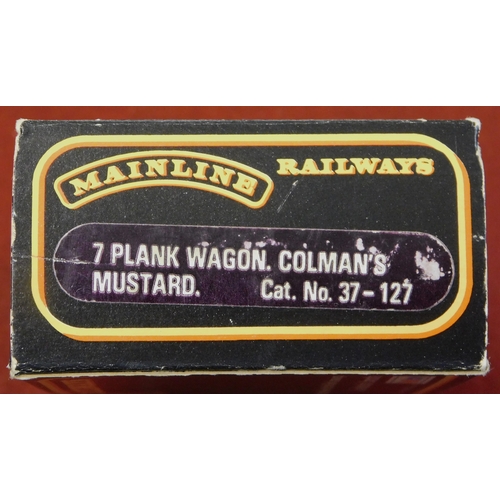 MAINLINE RAILWAYS
7 PLANK WAGON. COLMAN'S
MUSTARD. Cat. No. 37-127